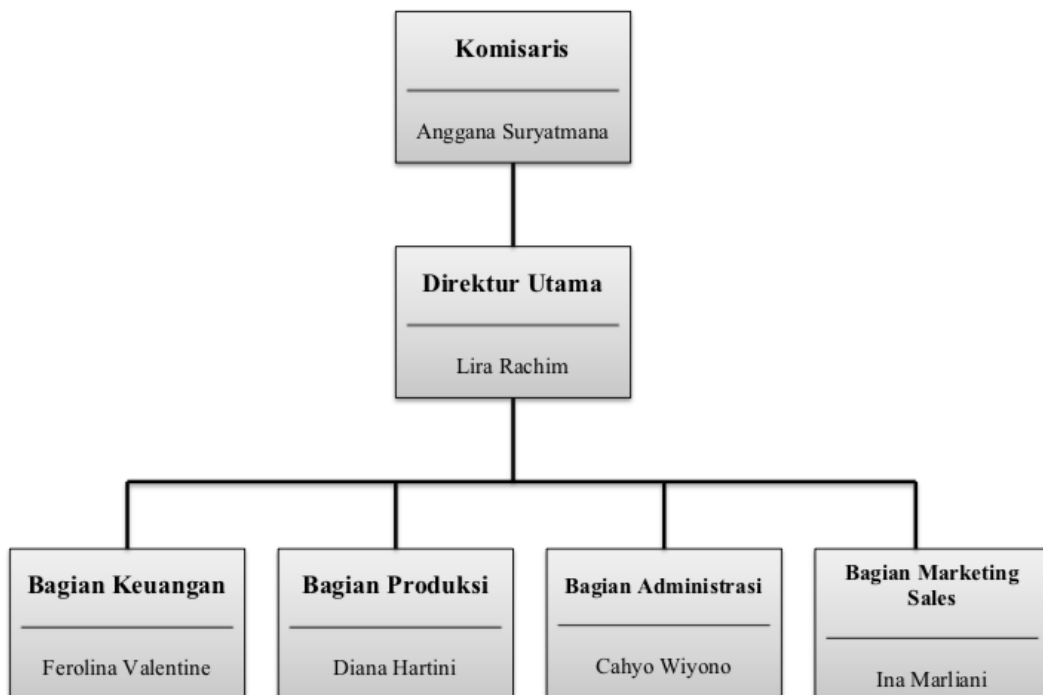 Komisaris
Anggana Suryatmana
Direktur Utama
Lira Rachim
Bagian Keuangan
Ferolina Valentine
Bagian Produksi
Diana Hartini
Bagian Administrasi
Cahyo Wiyono
Bagian Marketing
Sales
Ina Marliani